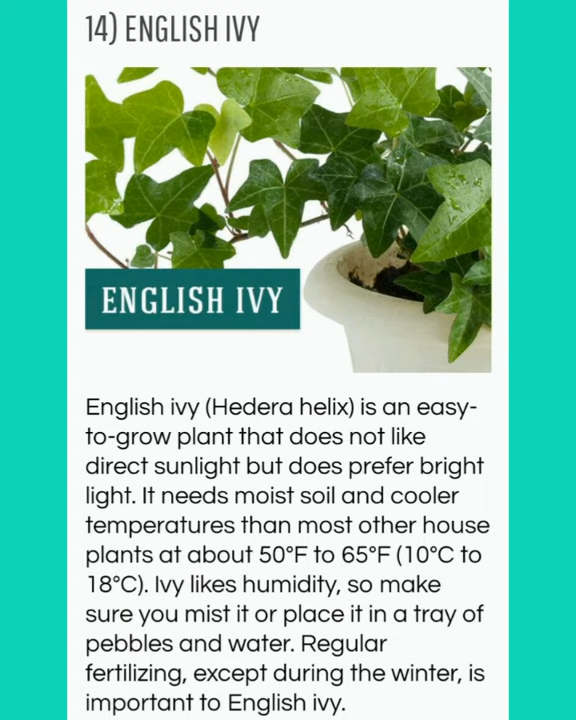 14) ENGLISH IVY
ENGLISH IVY
English ivy (Hedera helix) is an easy-
to-grow plant that does not like
direct sunlight but does prefer bright
light. It needs moist soil and cooler
temperatures than most other house
plants at about 50°F to 65°F (10°C to
18°C). Ivy likes humidity, so make
sure you mist it or place it in a tray of
pebbles and water. Regular
fertilizing, except during the winter, is
important to English ivy.